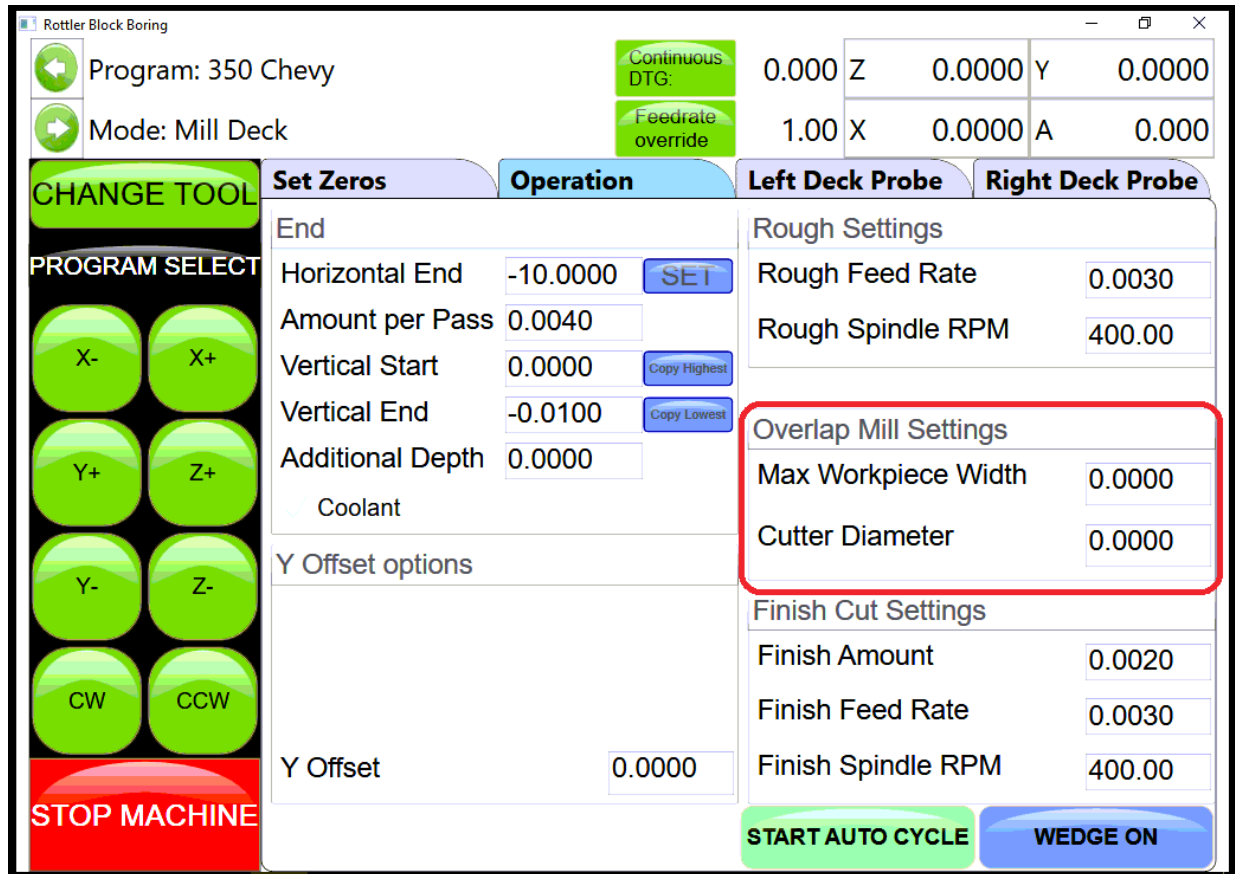 Rottler Block Boring
Program: 350 Chevy
Continuous DTG: 0.000 Z 0.0000 Y 0.0000
Mode: Mill Deck
Feedrate override 1.00 X 0.0000 A 0.000
CHANGE TOOL
PROGRAM SELECT
X- X+
Y+ Z+
Y- Z-
CW CCW
STOP MACHINE
Set Zeros Operation Left Deck Probe Right Deck Probe
End
Horizontal End -10.0000 SET
Amount per Pass 0.0040
Vertical Start 0.0000 Copy Highest
Vertical End -0.0100 Copy Lowest
Additional Depth 0.0000
Coolant
Y Offset options
Y Offset 0.0000
Rough Settings
Rough Feed Rate 0.0030
Rough Spindle RPM 400.00
Overlap Mill Settings
Max Workpiece Width 0.0000
Cutter Diameter 0.0000
Finish Cut Settings
Finish Amount 0.0020
Finish Feed Rate 0.0030
Finish Spindle RPM 400.00
START AUTO CYCLE WEDGE ON